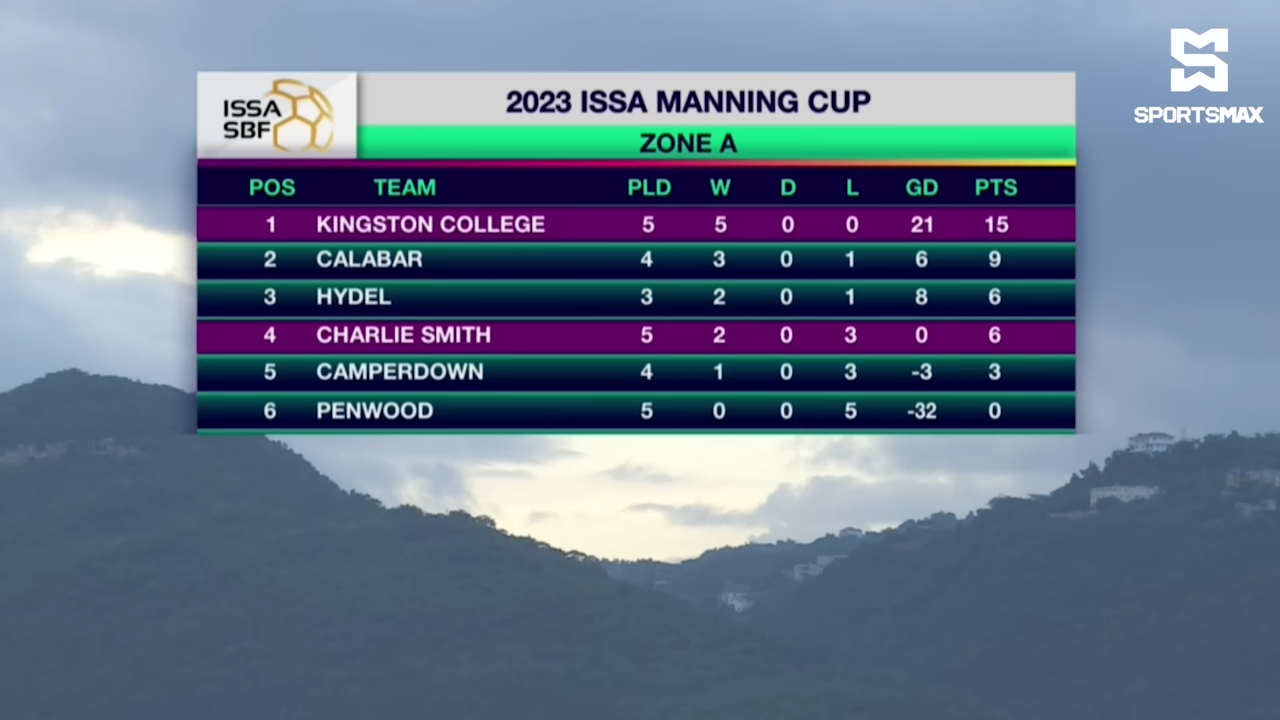 SPORTSMAX
ISSA
SBF
2023 ISSA MANNING CUP
ZONE A
POS TEAM PLD W D L GD PTS
1 KINGSTON COLLEGE 5 5 0 0 21 15
2 CALABAR 4 3 0 1 6 9
3 HYDEL 3 2 0 1 8 6
4 CHARLIE SMITH 5 2 0 3 0 6
5 CAMPERDOWN 4 1 0 3 -3 3
6 PENWOOD 5 0 0 5 -32 0